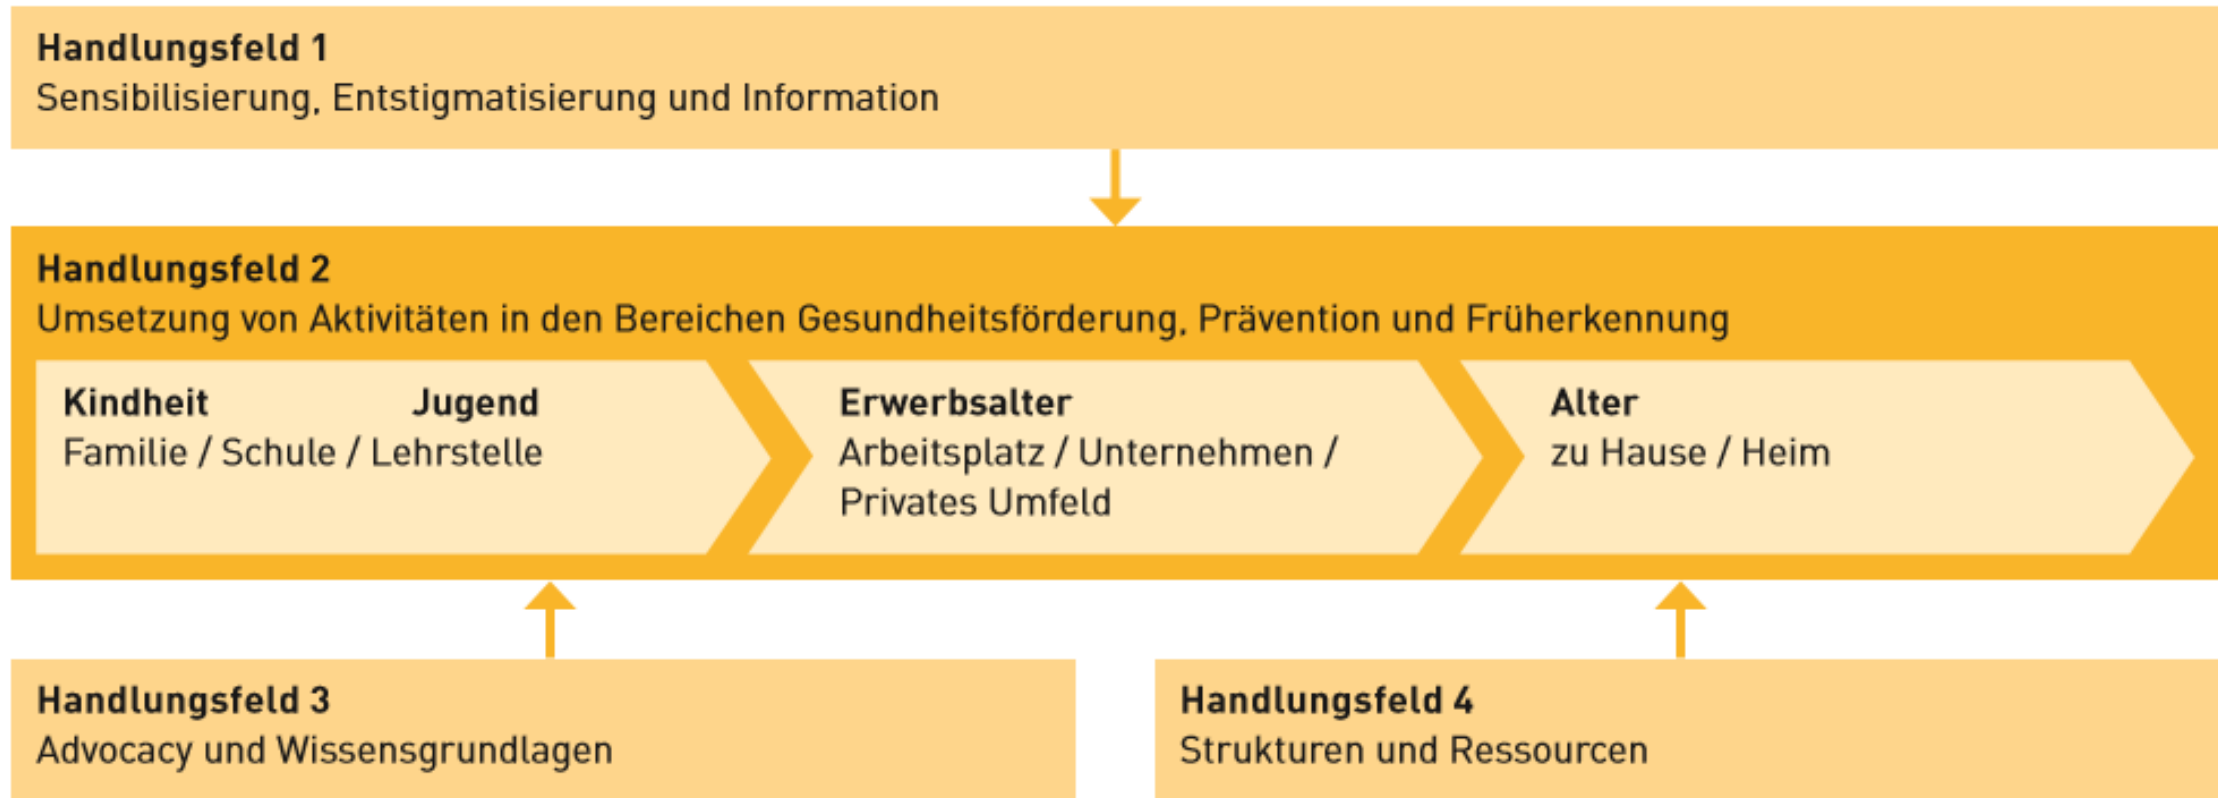 Handlungsfeld 1
Sensibilisierung, Entstigmatisierung und Information
Handlungsfeld 2
Umsetzung von Aktivitäten in den Bereichen Gesundheitsförderung, Prävention und Früherkennung
Kindheit Jugend
Familie / Schule / Lehrstelle
Erwerbsalter
Arbeitsplatz / Unternehmen /
Privates Umfeld
Alter
zu Hause / Heim
Handlungsfeld 3
Advocacy und Wissensgrundlagen
Handlungsfeld 4
Strukturen und Ressourcen